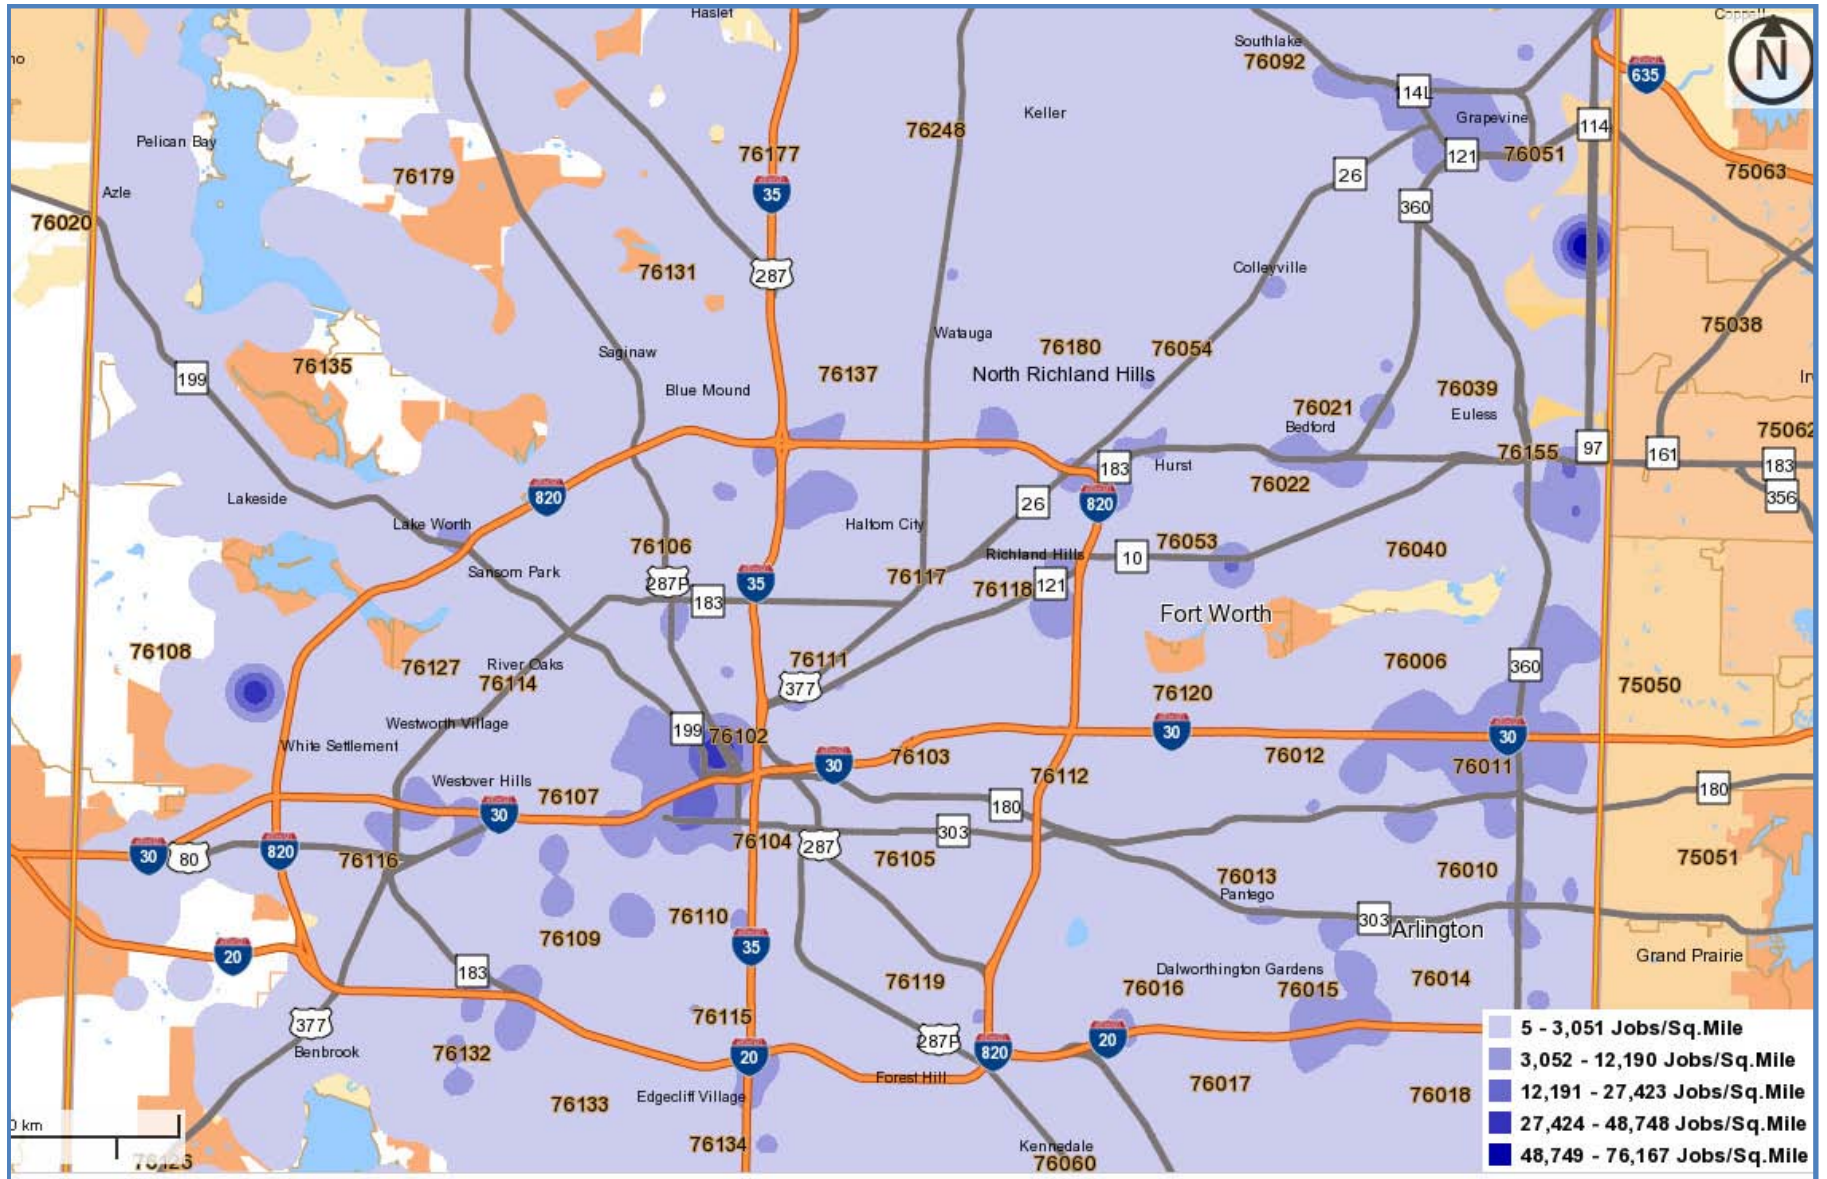 Haslet
Coppell
Southlake
76092
N
no
635
114L
Keller
Grapevine
76248
114
Pelican Bay
76177
121
76051
76179
26
75063
35
Azle
360
76020
76131
287
Colleyville
75038
Watauga
76180
76054
Saginaw
76135
76137
North Richland Hills
199
Blue Mound
76039
76021
Euless
Bedford
75062
97
76155
161
183
Hurst
183
76022
820
Lakeside
26
820
356
Lake Worth
Haltom City
76106
76053
76040
Richland Hills
10
Sansom Park
76117
287P
35
76118
121
183
Fort Worth
76108
76111
76006
River Oaks
76127
360
76114
377
75050
76120
Westworth Village
199
76102
30
30
White Settlement
76103
76012
30
76011
Westover Hills
76112
76107
180
180
30
303
76104
287
30
80
820
76116
76105
75051
76010
76013
Pantego
76110
303
Arlington
76109
35
20
Grand Prairie
183
Dalworthington Gardens
76119
76016
76015
76014
76115
377
287P
20
820
Benbrook
76132
20
Forest Hill
76017
76018
Edgecliff Village
76133
0 km
76134
Kennedale
76126
76060
5 - 3,051 Jobs/Sq.Mile
3,052 - 12,190 Jobs/Sq.Mile
12,191 - 27,423 Jobs/Sq.Mile
27,424 - 48,748 Jobs/Sq.Mile
48,749 - 76,167 Jobs/Sq.Mile